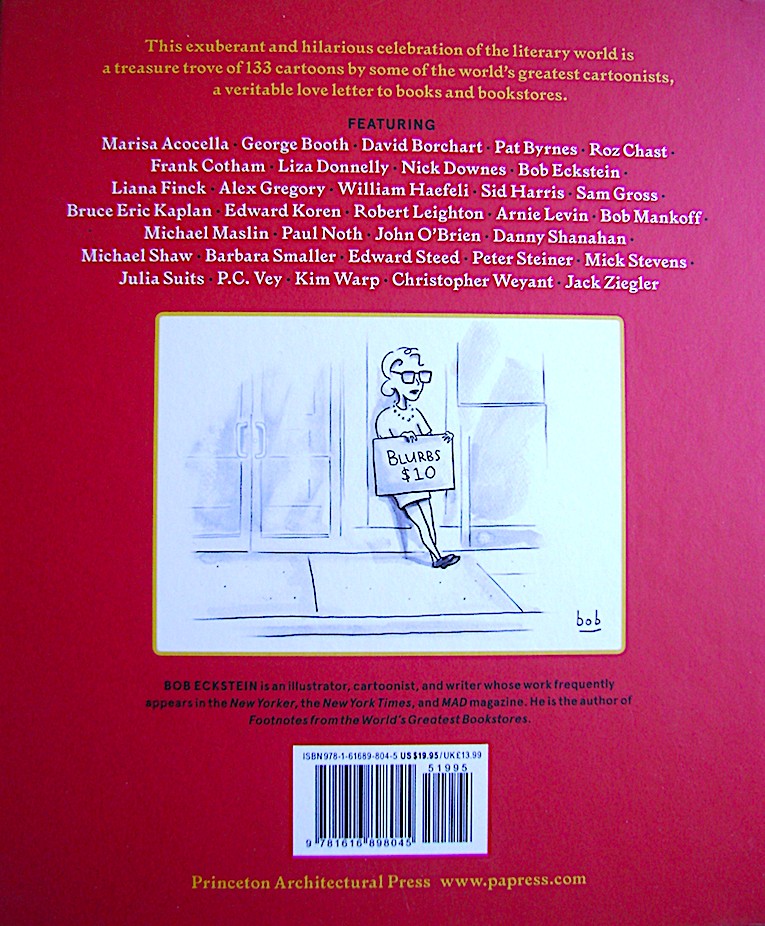 This exuberant and hilarious celebration of the literary world is
a treasure trove of 133 cartoons by some of the world's greatest cartoonists,
a veritable love letter to books and bookstores.
FEATURING
Marisa Acocella · George Booth · David Borchart · Pat Byrnes · Roz Chast ·
Frank Cotham · Liza Donnelly · Nick Downes · Bob Eckstein ·
Liana Finck · Alex Gregory · William Haefeli · Sid Harris · Sam Gross ·
Bruce Eric Kaplan · Edward Koren · Robert Leighton · Arnie Levin · Bob Mankoff ·
Michael Maslin · Paul Noth · John O'Brien · Danny Shanahan ·
Michael Shaw · Barbara Smaller · Edward Steed · Peter Steiner · Mick Stevens ·
Julia Suits · P.C. Vey · Kim Warp · Christopher Weyant · Jack Ziegler
BLURBS
$10
bob
BOB ECKSTEIN is an illustrator, cartoonist, and writer whose work frequently
appears in the New Yorker, the New York Times, and MAD magazine. He is the author of
Footnotes from the World's Greatest Bookstores.
ISBN 978-1-61689-804-5 US $19.95/UK £13.99
51995
9 781616 898045
Princeton Architectural Press www.papress.com